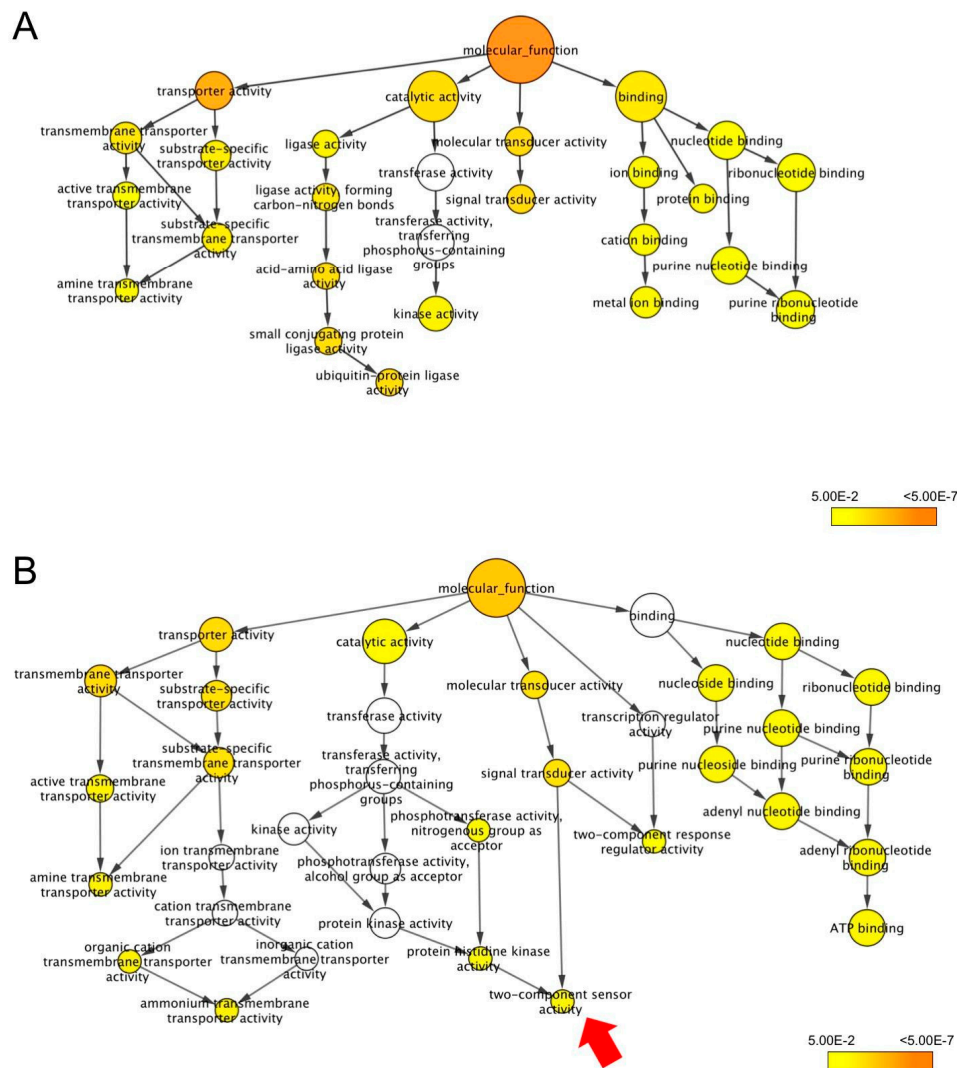 A
molecular_function
transporter activity
catalytic activity
binding
transmembrane transporter
activity
substrate-specific
transporter activity
ligase activity
molecular transducer activity
nucleotide binding
transferase activity
ion binding
ribonucleotide binding
active transmembrane
transporter activity
ligase activity, forming
carbon-nitrogen bonds
signal transducer activity
protein binding
substrate-specific
transmembrane transporter
activity
transferase activity,
transferring
phosphorus-containing
groups
cation binding
purine nucleotide binding
acid-amino acid ligase
activity
amine transmembrane
transporter activity
metal ion binding
purine ribonucleotide
binding
kinase activity
small conjugating protein
ligase activity
ubiquitin-protein ligase
activity
5.00E-2 <5.00E-7
B
molecular_function
binding
transporter activity
catalytic activity
nucleotide binding
transmembrane transporter
activity
substrate-specific
transporter activity
molecular transducer activity
nucleoside binding
ribonucleotide binding
transferase activity
transcription regulator
activity
purine nucleotide binding
substrate-specific
transmembrane transporter
activity
transferase activity,
transferring
phosphorus-containing
groups
signal transducer activity
purine nucleoside binding
purine ribonucleotide
binding
active transmembrane
transporter activity
adenyl nucleotide binding
kinase activity
phosphotransferase activity,
nitrogenous group as
acceptor
two-component response
regulator activity
ion transmembrane
transporter activity
phosphotransferase activity,
alcohol group as acceptor
adenyl ribonucleotide
binding
amine transmembrane
transporter activity
cation transmembrane
transporter activity
protein kinase activity
ATP binding
organic cation
transmembrane transporter
activity
inorganic cation
transmembrane transporter
activity
protein histidine kinase
activity
ammonium transmembrane
transporter activity
two-component sensor
activity
5.00E-2 <5.00E-7